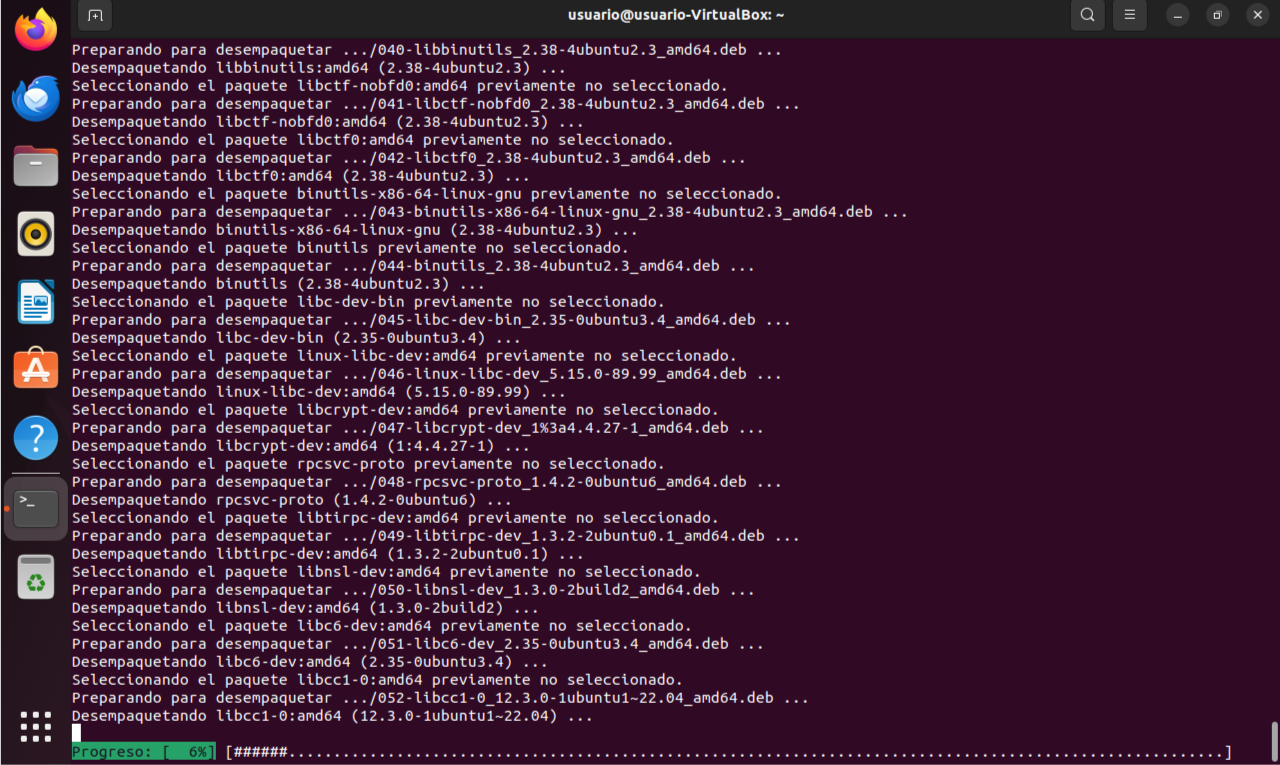 usuario@usuario-VirtualBox: ~
Preparando para desempaquetar .../040-libbinutils_2.38-4ubuntu2.3_amd64.deb ...
Desempaquetando libbinutils:amd64 (2.38-4ubuntu2.3) ...
Seleccionando el paquete libctf-nobfd0:amd64 previamente no seleccionado.
Preparando para desempaquetar .../041-libctf-nobfd0_2.38-4ubuntu2.3_amd64.deb ...
Desempaquetando libctf-nobfd0:amd64 (2.38-4ubuntu2.3) ...
Seleccionando el paquete libctf0:amd64 previamente no seleccionado.
Preparando para desempaquetar .../042-libctf0_2.38-4ubuntu2.3_amd64.deb ...
Desempaquetando libctf0:amd64 (2.38-4ubuntu2.3) ...
Seleccionando el paquete binutils-x86-64-linux-gnu previamente no seleccionado.
Preparando para desempaquetar .../043-binutils-x86-64-linux-gnu_2.38-4ubuntu2.3_amd64.deb ...
Desempaquetando binutils-x86-64-linux-gnu (2.38-4ubuntu2.3) ...
Seleccionando el paquete binutils previamente no seleccionado.
Preparando para desempaquetar .../044-binutils_2.38-4ubuntu2.3_amd64.deb ...
Desempaquetando binutils (2.38-4ubuntu2.3) ...
Seleccionando el paquete libc-dev-bin previamente no seleccionado.
Preparando para desempaquetar .../045-libc-dev-bin_2.35-0ubuntu3.4_amd64.deb ...
Desempaquetando libc-dev-bin (2.35-0ubuntu3.4) ...
Seleccionando el paquete linux-libc-dev:amd64 previamente no seleccionado.
Preparando para desempaquetar .../046-linux-libc-dev_5.15.0-89.99_amd64.deb ...
Desempaquetando linux-libc-dev:amd64 (5.15.0-89.99) ...
Seleccionando el paquete libcrypt-dev:amd64 previamente no seleccionado.
Preparando para desempaquetar .../047-libcrypt-dev_1%3a4.4.27-1_amd64.deb ...
Desempaquetando libcrypt-dev:amd64 (1:4.4.27-1) ...
Seleccionando el paquete rpcsvc-proto previamente no seleccionado.
Preparando para desempaquetar .../048-rpcsvc-proto_1.4.2-0ubuntu6_amd64.deb ...
Desempaquetando rpcsvc-proto (1.4.2-0ubuntu6) ...
Seleccionando el paquete libtirpc-dev:amd64 previamente no seleccionado.
Preparando para desempaquetar .../049-libtirpc-dev_1.3.2-2ubuntu0.1_amd64.deb ...
Desempaquetando libtirpc-dev:amd64 (1.3.2-2ubuntu0.1) ...
Seleccionando el paquete libnsl-dev:amd64 previamente no seleccionado.
Preparando para desempaquetar .../050-libnsl-dev_1.3.0-2build2_amd64.deb ...
Desempaquetando libnsl-dev:amd64 (1.3.0-2build2) ...
Seleccionando el paquete libc6-dev:amd64 previamente no seleccionado.
Preparando para desempaquetar .../051-libc6-dev_2.35-0ubuntu3.4_amd64.deb ...
Desempaquetando libc6-dev:amd64 (2.35-0ubuntu3.4) ...
Seleccionando el paquete libcc1-0:amd64 previamente no seleccionado.
Preparando para desempaquetar .../052-libcc1-0_12.3.0-1ubuntu1~22.04_amd64.deb ...
Desempaquetando libcc1-0:amd64 (12.3.0-1ubuntu1~22.04) ...
Progreso: [  6%] [######........................................................................................................]